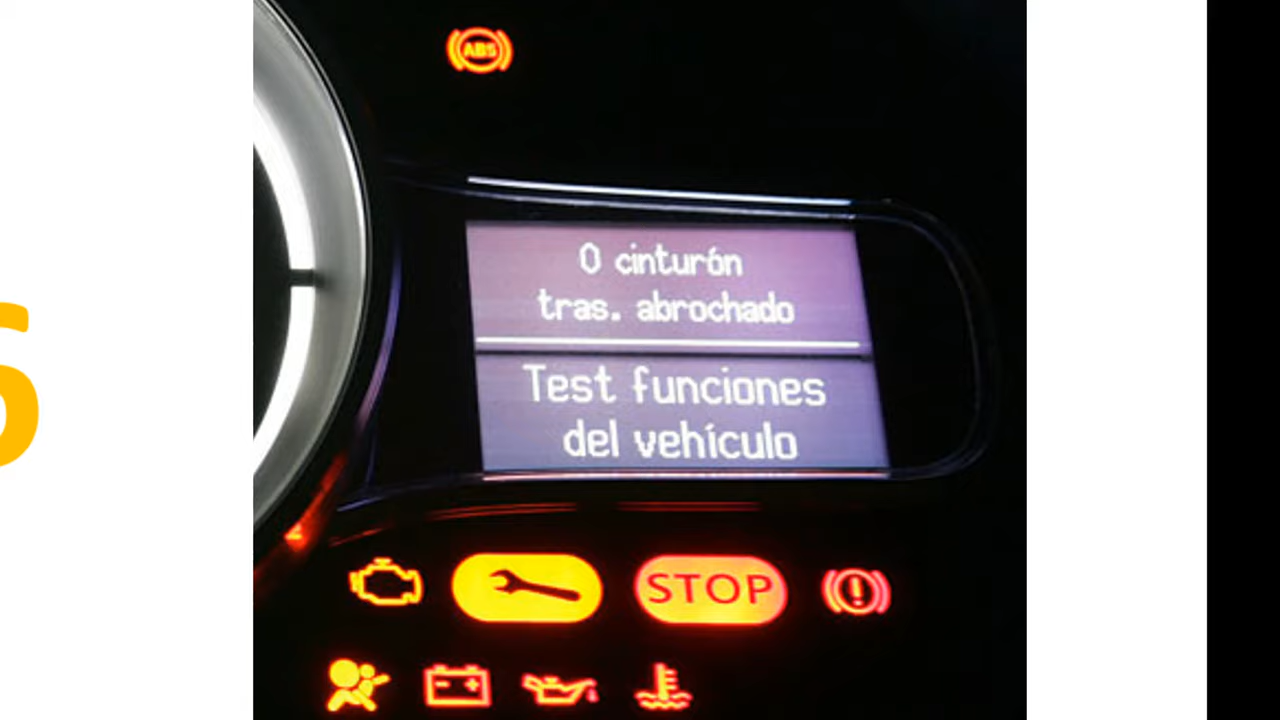 ABS
0 cinturón
tras. abrochado
Test funciones
del vehículo
STOP